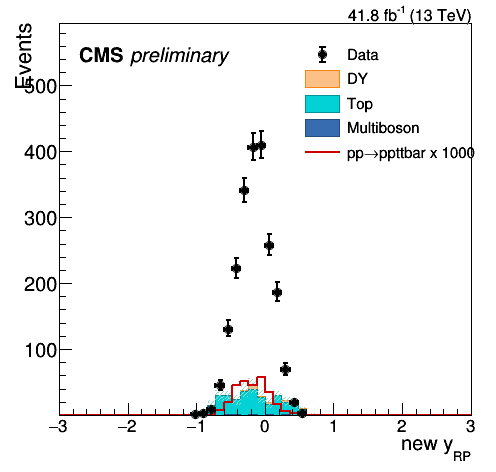 41.8 fb-1 (13 TeV)
Events
CMS preliminary
Data
DY
Top
Multiboson
pp→ppttbar x 1000
500
400
300
200
100
−3 −2 −1 0 1 2 3
new yRP